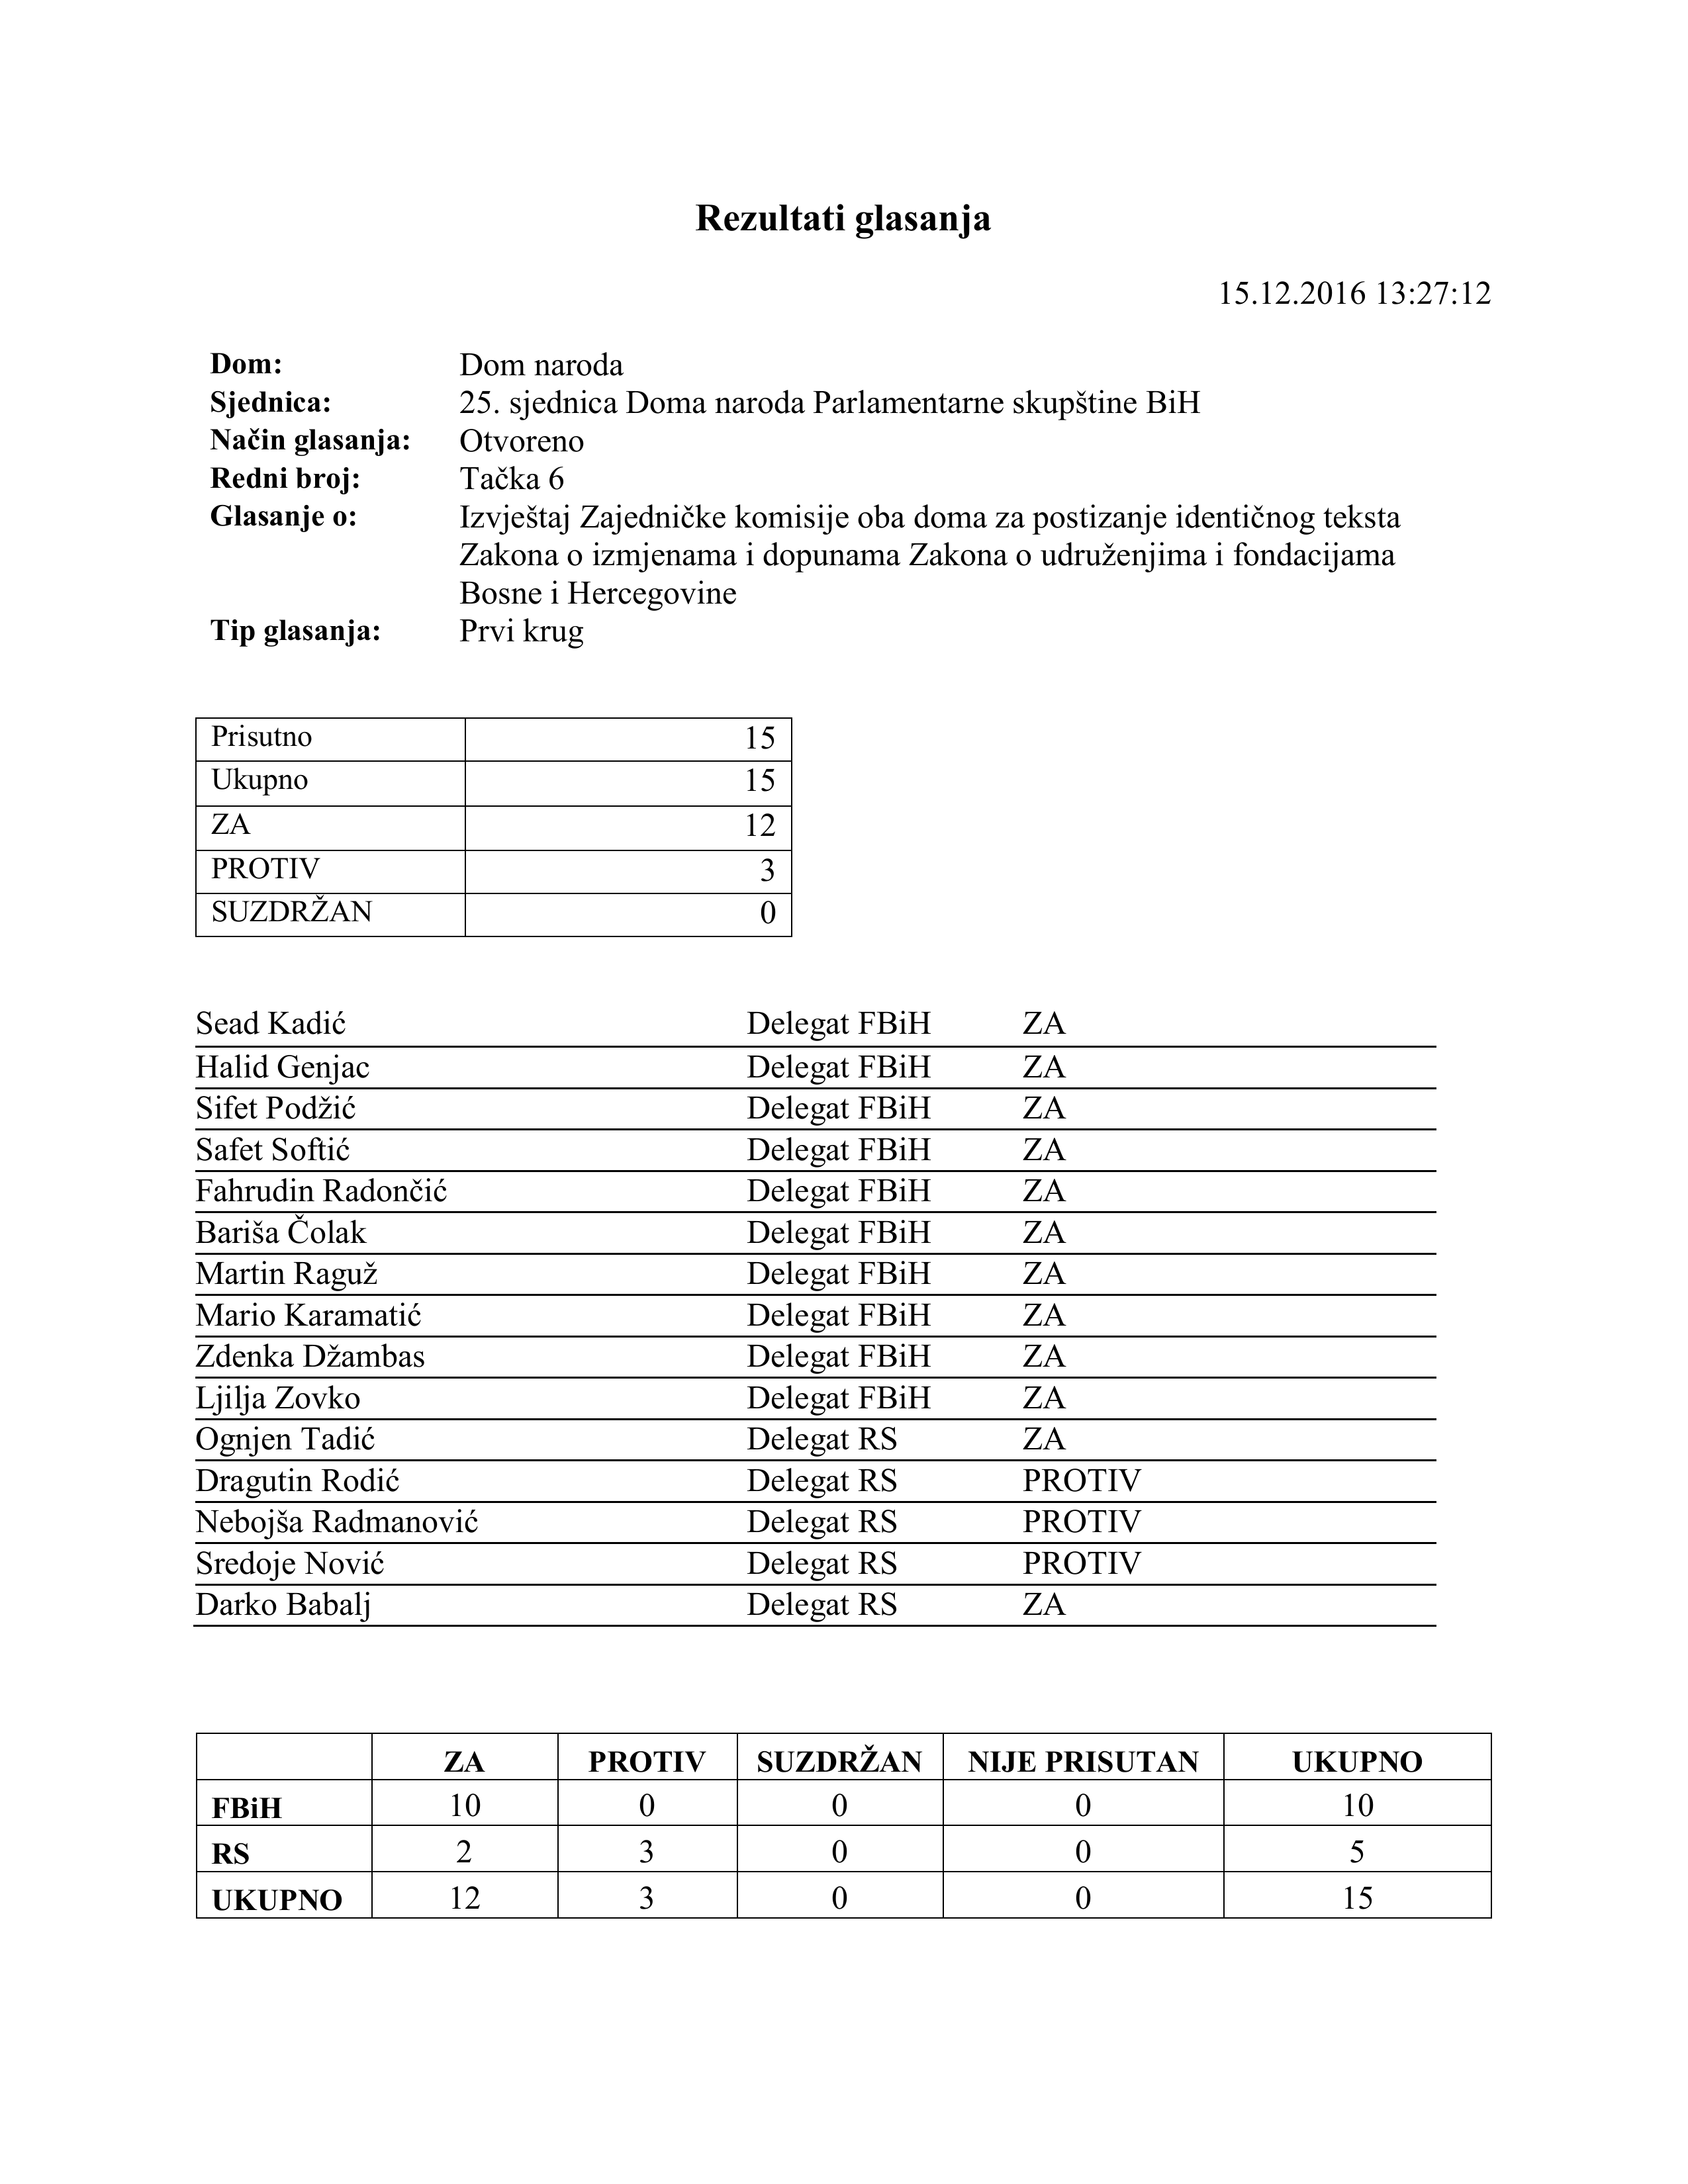 Rezultati glasanja
15.12.2016 13:27:12
Dom: Dom naroda
Sjednica: 25. sjednica Doma naroda Parlamentarne skupštine BiH
Način glasanja: Otvoreno
Redni broj: Tačka 6
Glasanje o: Izvještaj Zajedničke komisije oba doma za postizanje identičnog teksta
Zakona o izmjenama i dopunama Zakona o udruženjima i fondacijama
Bosne i Hercegovine
Tip glasanja: Prvi krug
Prisutno 15
Ukupno 15
ZA 12
PROTIV 3
SUZDRŽAN 0
Sead Kadić Delegat FBiH ZA
Halid Genjac Delegat FBiH ZA
Sifet Podžić Delegat FBiH ZA
Safet Softić Delegat FBiH ZA
Fahrudin Radončić Delegat FBiH ZA
Bariša Čolak Delegat FBiH ZA
Martin Raguž Delegat FBiH ZA
Mario Karamatić Delegat FBiH ZA
Zdenka Džambas Delegat FBiH ZA
Ljilja Zovko Delegat FBiH ZA
Ognjen Tadić Delegat RS ZA
Dragutin Rodić Delegat RS PROTIV
Nebojša Radmanović Delegat RS PROTIV
Sredoje Nović Delegat RS PROTIV
Darko Babalj Delegat RS ZA
ZA PROTIV SUZDRŽAN NIJE PRISUTAN UKUPNO
FBiH 10 0 0 0 10
RS 2 3 0 0 5
UKUPNO 12 3 0 0 15